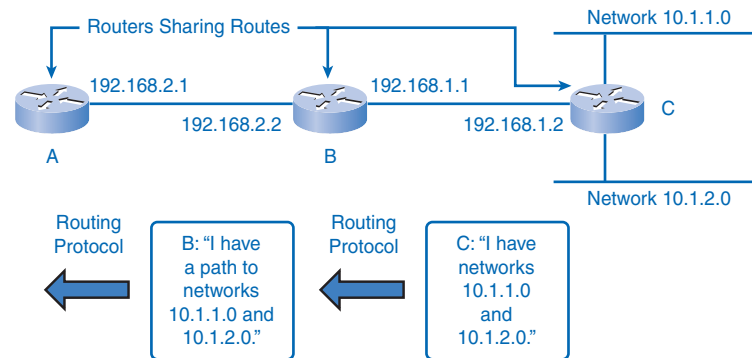 Network 10.1.1.0
Routers Sharing Routes
192.168.2.1
192.168.1.1
192.168.2.2
192.168.1.2
C
A
B
Network 10.1.2.0
Routing
Protocol
B: “I have
a path to
networks
10.1.1.0 and
10.1.2.0.”
Routing
Protocol
C: “I have
networks
10.1.1.0
and
10.1.2.0.”